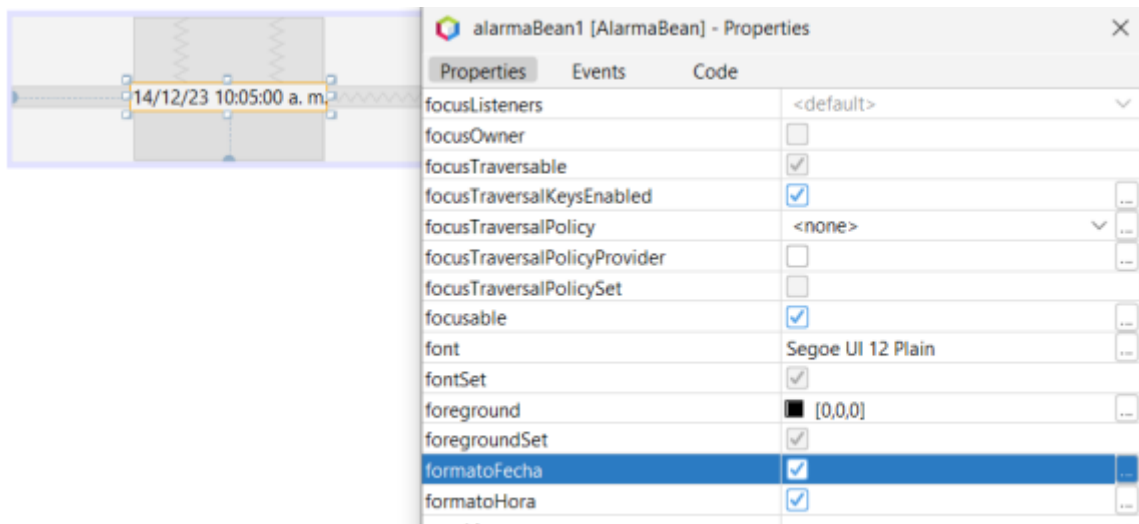 14/12/23 10:05:00 a. m.
alarmaBean1 [AlarmaBean] - Properties
Properties Events Code
focusListeners <default>
focusOwner
focusTraversable
focusTraversalKeysEnabled ...
focusTraversalPolicy <none> ...
focusTraversalPolicyProvider ...
focusTraversalPolicySet
focusable ...
font Segoe UI 12 Plain ...
fontSet
foreground [0,0,0] ...
foregroundSet
formatoFecha ...
formatoHora ...